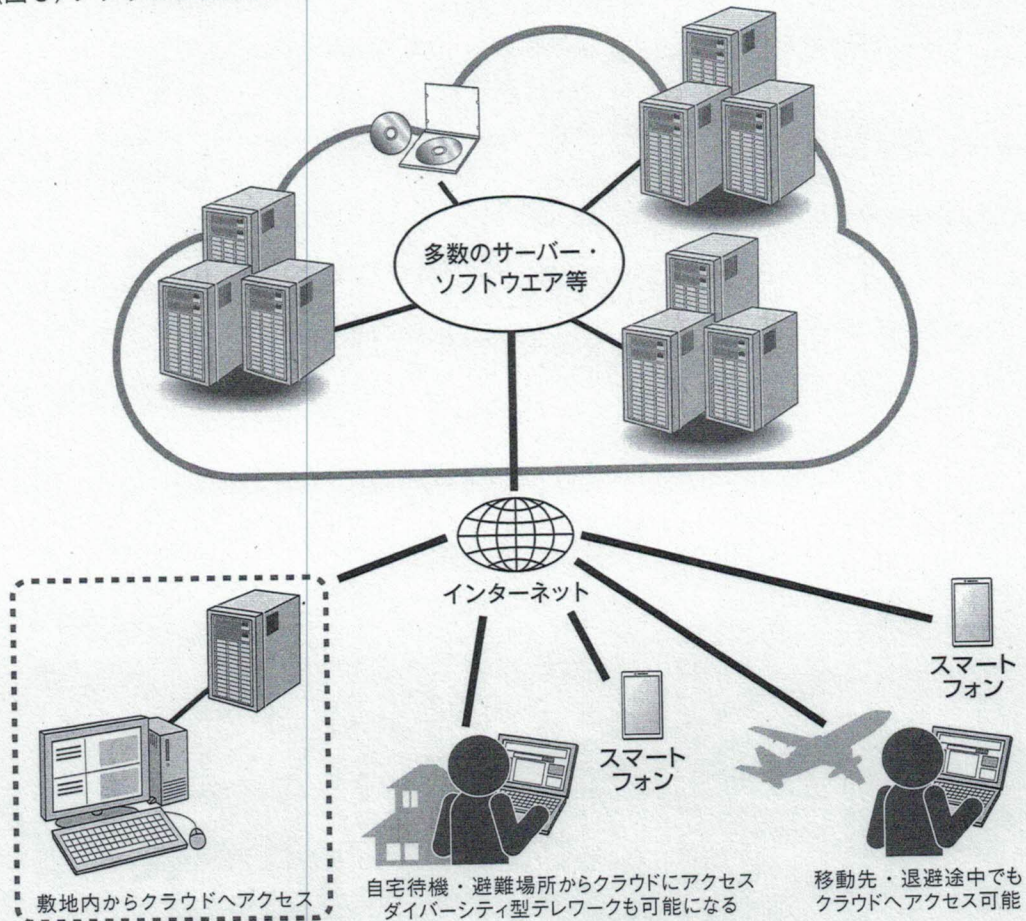 多数のサーバー・
ソフトウエア等
インターネット
スマート
フォン
スマート
フォン
敷地内からクラウドへアクセス
自宅待機・避難場所からクラウドにアクセス
ダイバーシティ型テレワークも可能になる
移動先・退避途中でも
クラウドへアクセス可能